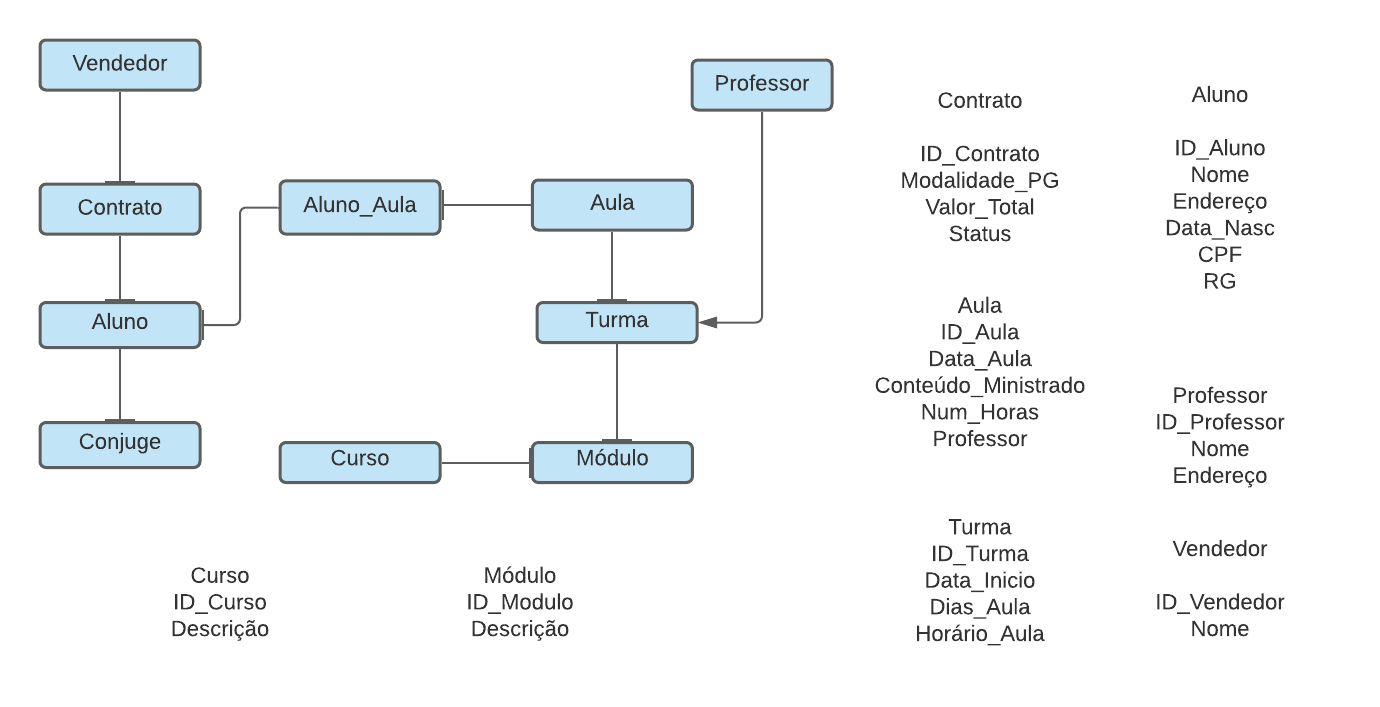 Vendedor
Professor
Contrato
Aluno_Aula
Aula
Aluno
Turma
Conjuge
Curso
Módulo
Curso
ID_Curso
Descrição
Módulo
ID_Modulo
Descrição
Contrato
ID_Contrato
Modalidade_PG
Valor_Total
Status
Aula
ID_Aula
Data_Aula
Conteúdo_Ministrado
Num_Horas
Professor
Turma
ID_Turma
Data_Inicio
Dias_Aula
Horário_Aula
Aluno
ID_Aluno
Nome
Endereço
Data_Nasc
CPF
RG
Professor
ID_Professor
Nome
Endereço
Vendedor
ID_Vendedor
Nome